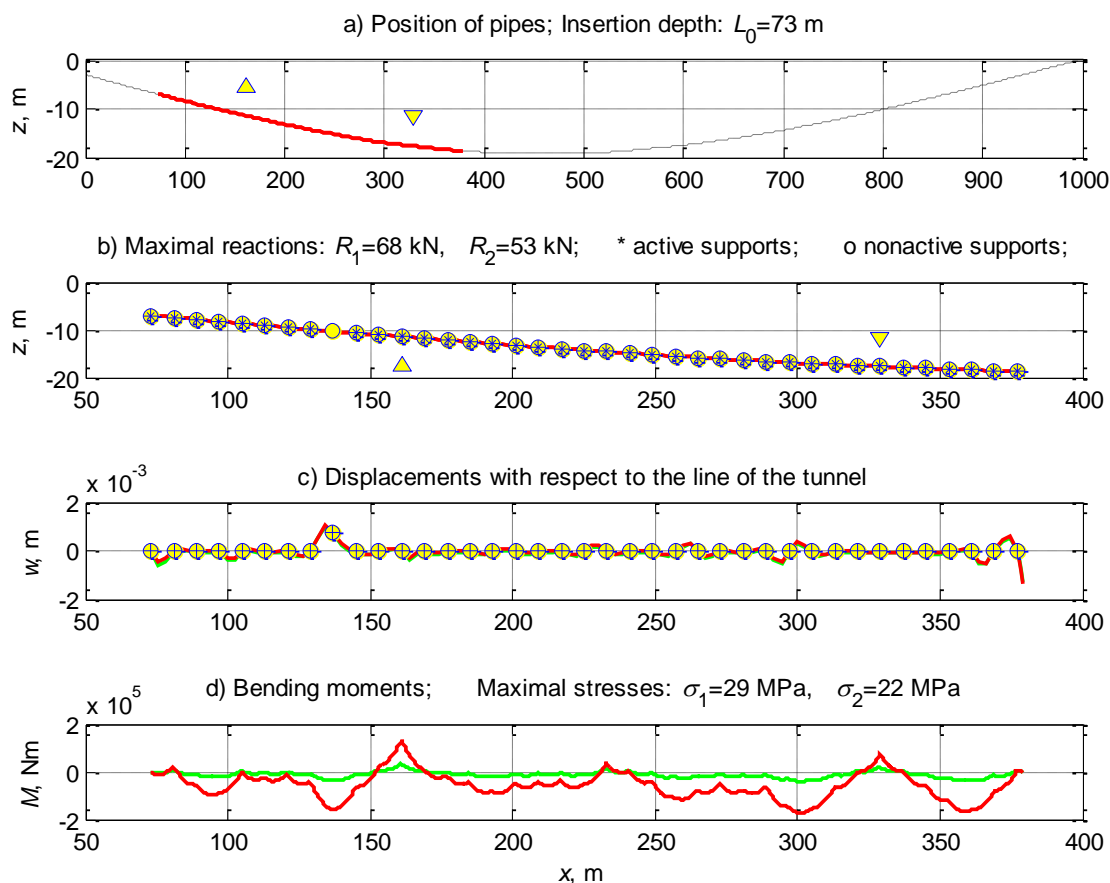 a) Position of pipes; Insertion depth: L₀=73 m
0
-10
-20
z, m
0 100 200 300 400 500 600 700 800 900 1000
b) Maximal reactions: R₁=68 kN, R₂=53 kN; * active supports; o nonactive supports;
0
-10
-20
z, m
50 100 150 200 250 300 350 400
x 10⁻³
c) Displacements with respect to the line of the tunnel
2
0
-2
w, m
50 100 150 200 250 300 350 400
x 10⁵
d) Bending moments; Maximal stresses: σ₁=29 MPa, σ₂=22 MPa
2
0
-2
M, Nm
50 100 150 200 250 300 350 400
x, m